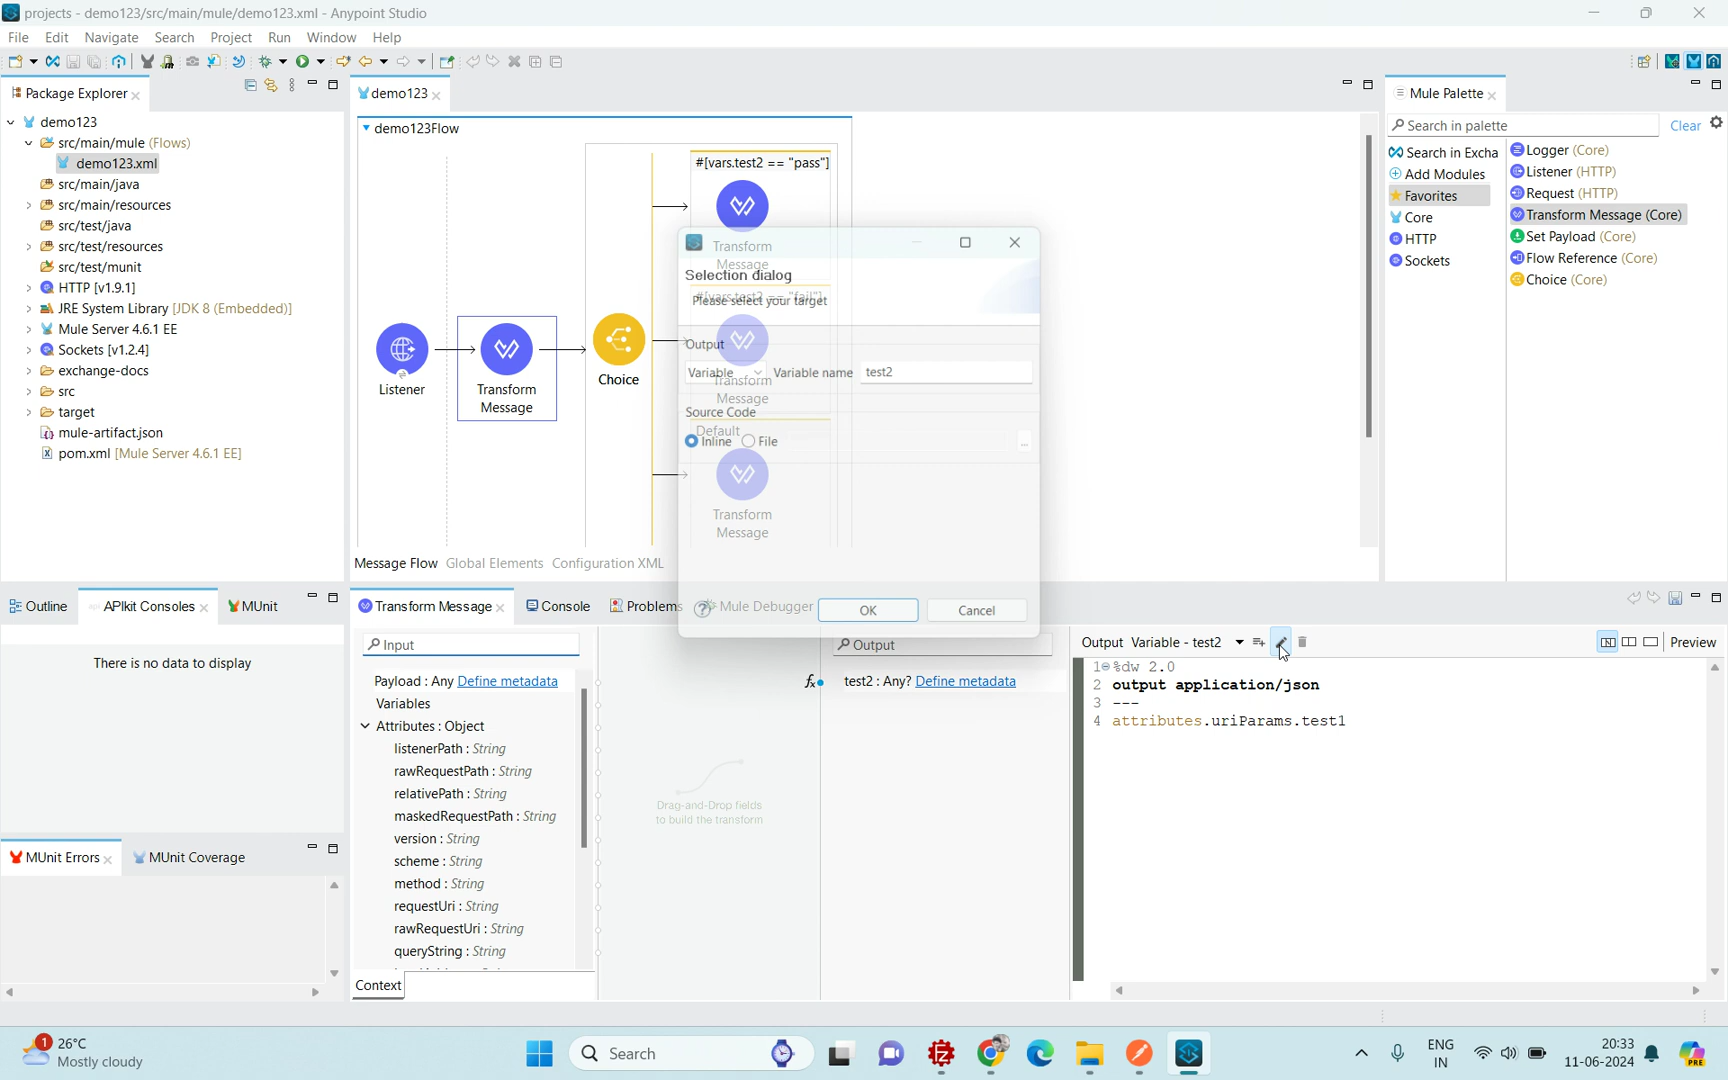 projects - demo123/src/main/mule/demo123.xml - Anypoint Studio
File Edit Navigate Search Project Run Window Help
Package Explorer
demo123
src/main/mule (Flows)
demo123.xml
src/main/java
src/main/resources
src/test/java
src/test/resources
src/test/munit
HTTP [v1.9.1]
JRE System Library [JDK 8 (Embedded)]
Mule Server 4.6.1 EE
Sockets [v1.2.4]
exchange-docs
src
target
mule-artifact.json
pom.xml [Mule Server 4.6.1 EE]
demo123
demo123Flow
#[vars.test2 == "pass"]
Transform
Message
#[vars.test2 == "fail"]
Transform
Message
Default
Transform
Message
Listener
Transform
Message
Choice
Message Flow Global Elements Configuration XML
Selection dialog
Please select your target
Output
Variable Variable name test2
Source Code
Inline File
...
OK Cancel
Mule Palette
Search in palette Clear
Search in Excha
Add Modules
Favorites
Core
HTTP
Sockets
Logger (Core)
Listener (HTTP)
Request (HTTP)
Transform Message (Core)
Set Payload (Core)
Flow Reference (Core)
Choice (Core)
Outline APIkit Consoles MUnit
There is no data to display
MUnit Errors MUnit Coverage
Transform Message Console Problems Mule Debugger
Input
Payload : Any Define metadata
Variables
Attributes : Object
listenerPath : String
rawRequestPath : String
relativePath : String
maskedRequestPath : String
version : String
scheme : String
method : String
requestUri : String
rawRequestUri : String
queryString : String
Context
Drag-and-Drop fields
to build the transform
Output
fx test2 : Any? Define metadata
Output Variable - test2 Preview
1 %dw 2.0
2 output application/json
3 ---
4 attributes.uriParams.test1
1
26°C
Mostly cloudy
Search
ENG
IN
20:33
11-06-2024
PRE